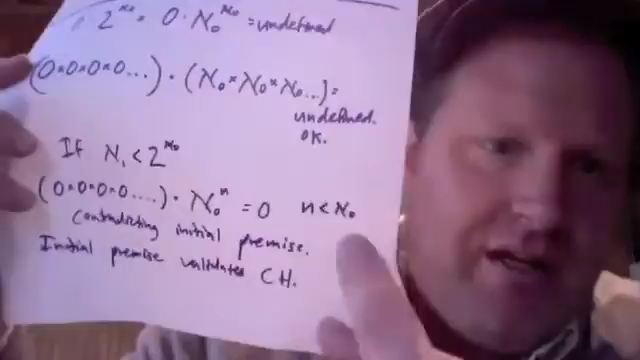 2^ℵ₀ = 0 · ℵ₀^ℵ₀ = undefined
(0×0×0×0...) · (ℵ₀×ℵ₀×ℵ₀...) =
undefined.
OK.
If ℵ₁ < 2^ℵ₀
(0×0×0×0....) · ℵ₀ⁿ = 0 n < ℵ₀
Contradicting initial premise.
Initial premise validates CH.